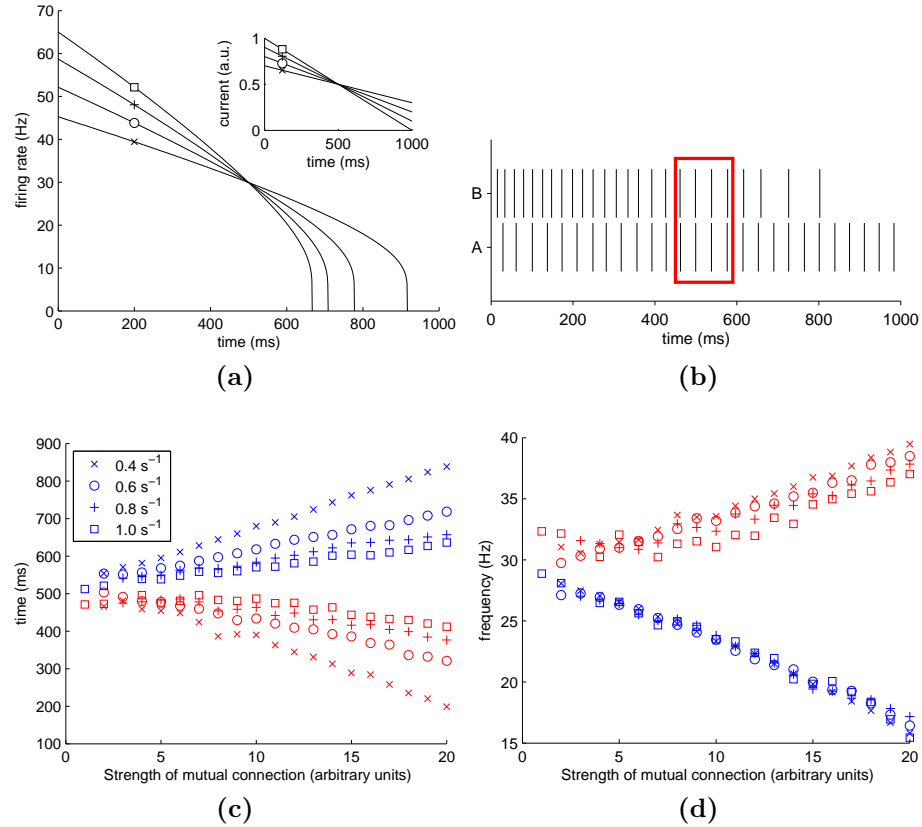 70
60
50
40
30
20
10
0
firing rate (Hz)
0 200 400 600 800 1000
time (ms)
1
0.5
0
current (a.u.)
0 500 1000
time (ms)
(a)
B
A
0 200 400 600 800 1000
time (ms)
(b)
900
800
700
600
500
400
300
200
100
time (ms)
0.4 s⁻¹
0.6 s⁻¹
0.8 s⁻¹
1.0 s⁻¹
0 5 10 15 20
Strength of mutual connection (arbitrary units)
(c)
40
35
30
25
20
15
frequency (Hz)
0 5 10 15 20
Strength of mutual connection (arbitrary units)
(d)